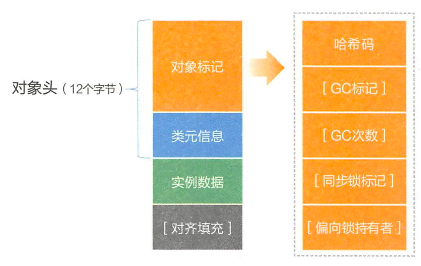 对象头（12个字节）
对象标记
类元信息
实例数据
[ 对齐填充 ]
哈希码
[ GC标记 ]
[ GC次数 ]
[ 同步锁标记 ]
[ 偏向锁持有者 ]